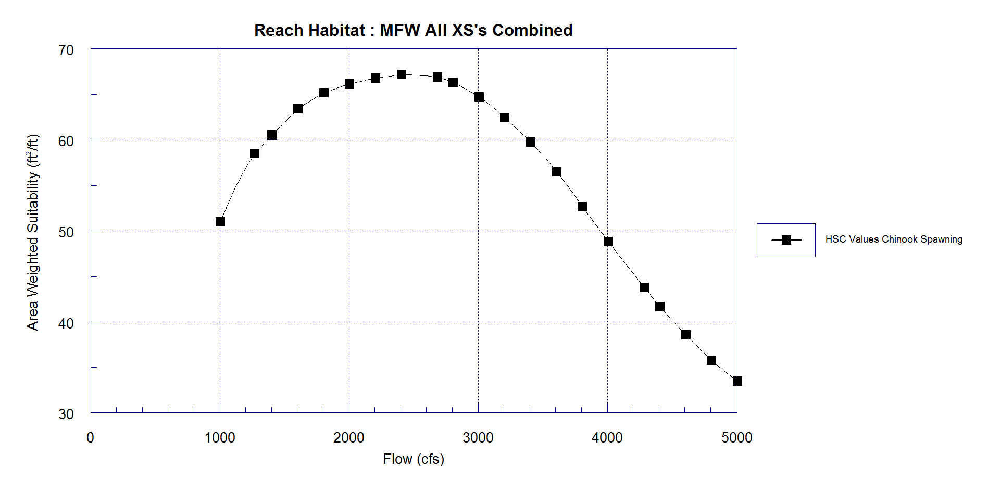 Reach Habitat : MFW All XS's Combined
70
60
50
40
30
Area Weighted Suitability (ft²/ft)
0 1000 2000 3000 4000 5000
Flow (cfs)
HSC Values Chinook Spawning